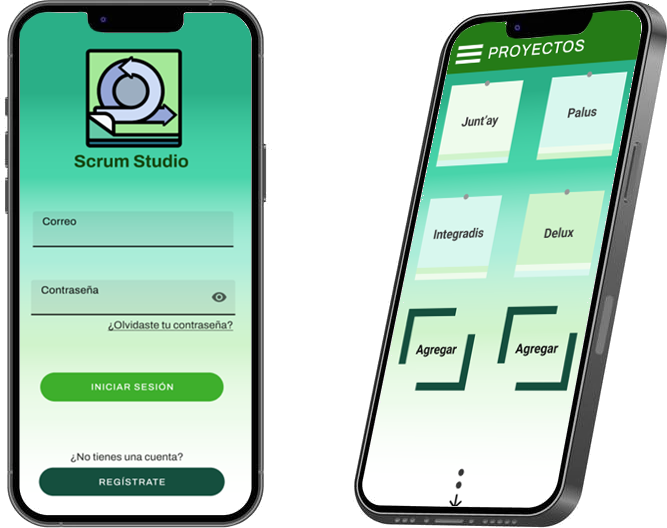 Scrum Studio
Correo
Contraseña
¿Olvidaste tu contraseña?
INICIAR SESIÓN
¿No tienes una cuenta?
REGÍSTRATE
PROYECTOS
Junt'ay
Palus
Integradis
Delux
Agregar
Agregar